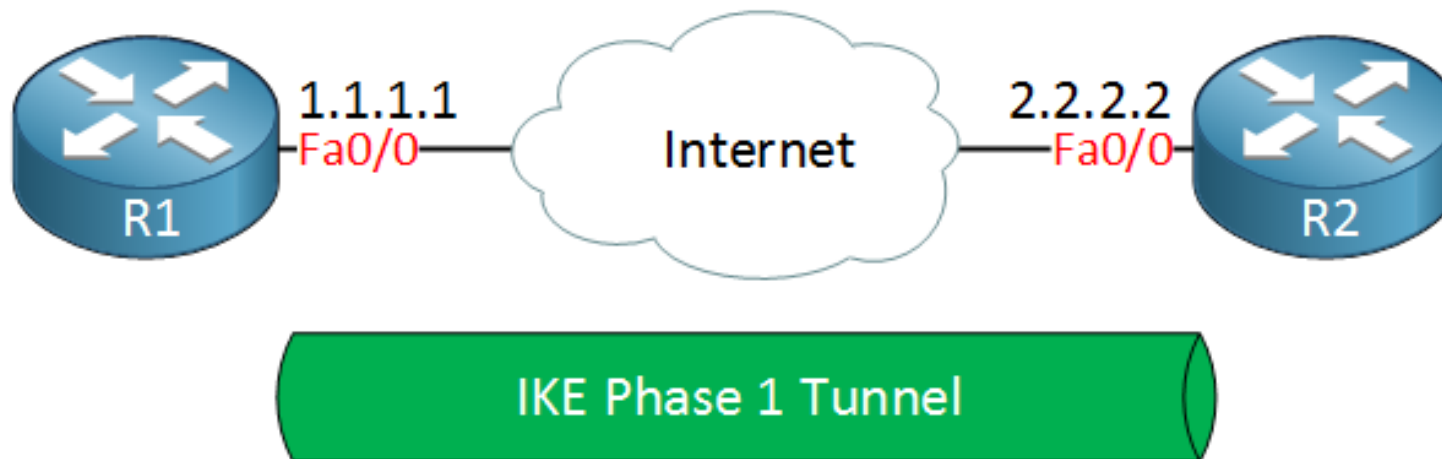 1.1.1.1
Fa0/0
R1
Internet
2.2.2.2
Fa0/0
R2
IKE Phase 1 Tunnel